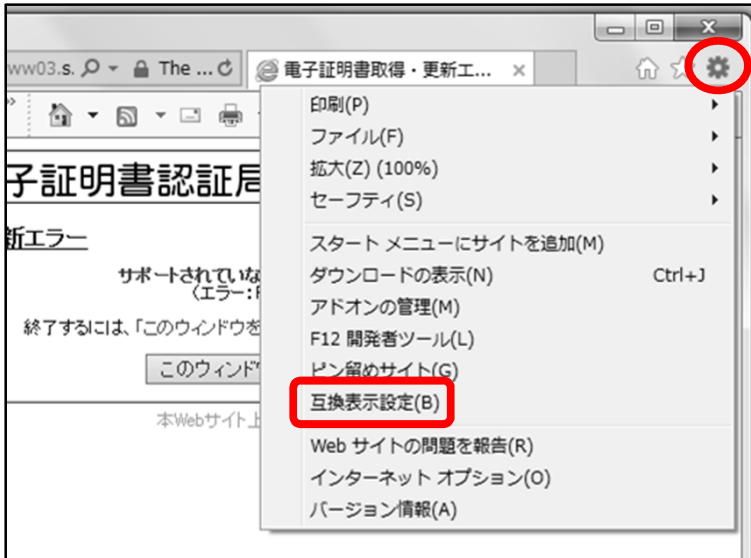 ww03.s. The ... 電子証明書取得・更新エ...
子証明書認証局
新エラー
サポートされていな
(エラー:F
終了するには、「このウィンドウを
このウィンドウ
本Webサイト上
印刷(P)
ファイル(F)
拡大(Z) (100%)
セーフティ(S)
スタート メニューにサイトを追加(M)
ダウンロードの表示(N) Ctrl+J
アドオンの管理(M)
F12 開発者ツール(L)
ピン留めサイト(G)
互換表示設定(B)
Web サイトの問題を報告(R)
インターネット オプション(O)
バージョン情報(A)